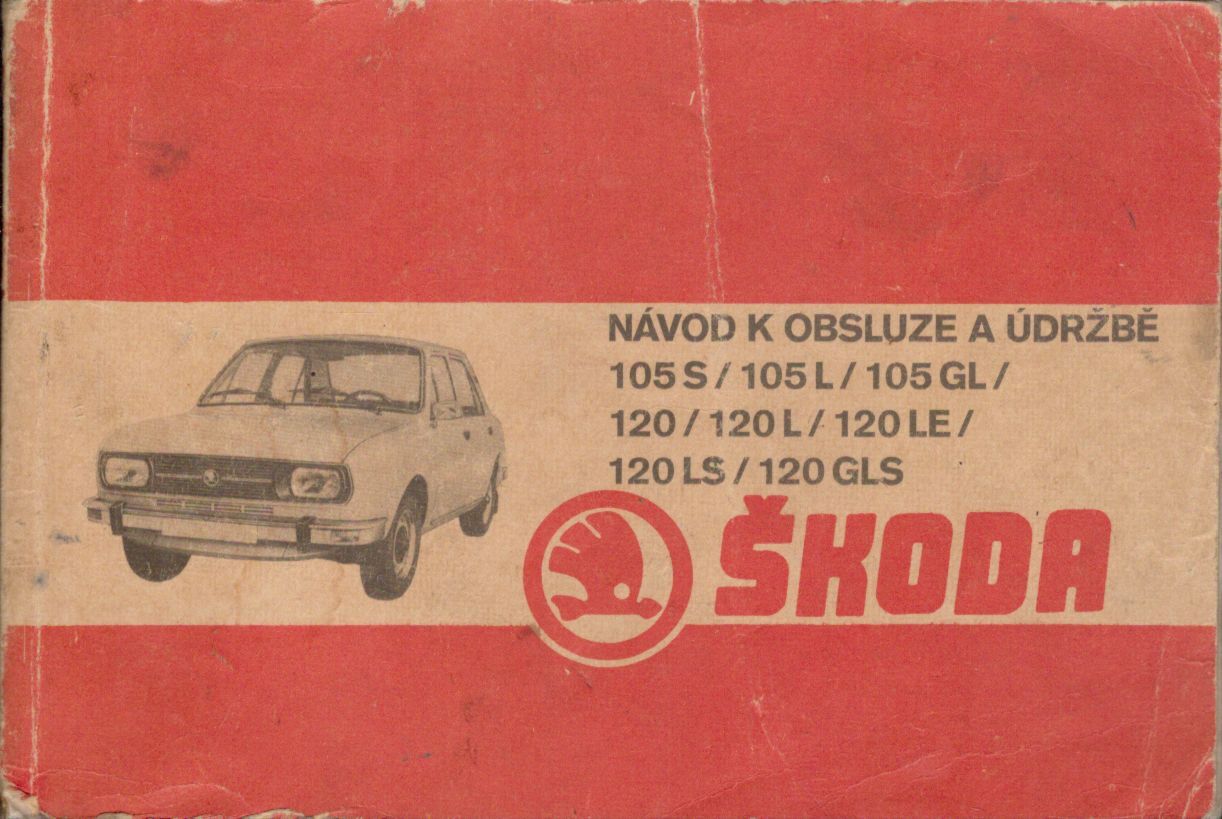 NÁVOD K OBSLUZE A ÚDRŽBĚ
105 S / 105 L / 105 GL /
120 / 120 L / 120 LE /
120 LS / 120 GLS
ŠKODA